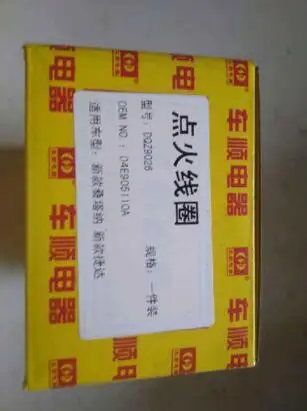 车顺电器
点火线圈
型号：DQZ9026 规格：一件装
OEM NO：04E905110A
适用车型：新款桑塔纳 新款捷达
车顺电器